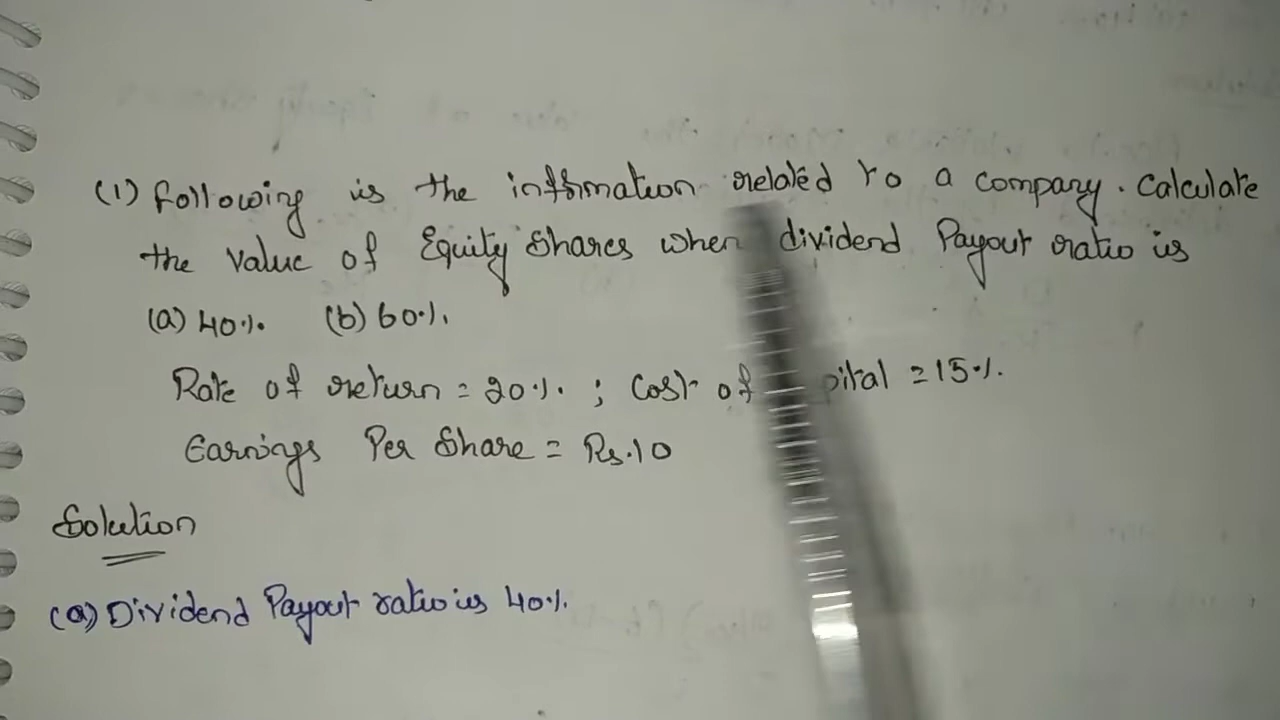 (1) Following is the information related to a company. Calculate
the value of Equity Shares when dividend Payout ratio is
(a) 40%. (b) 60%.
Rate of return = 20%. ; Cost of pital = 15%.
Earnings Per Share = Rs.10
Solution
(a) Dividend Payout ratio is 40%.